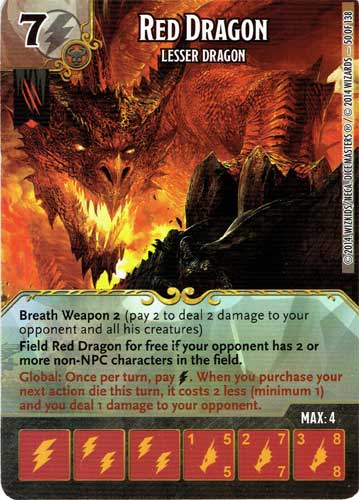 7
RED DRAGON
LESSER DRAGON
©2014 WIZKIDS/NECA, DICE MASTERS ®/© 2014 WIZARDS — 50 OF 138
Breath Weapon 2 (pay 2 to deal 2 damage to your
opponent and all his creatures)
Field Red Dragon for free if your opponent has 2 or
more non-NPC characters in the field.
Global: Once per turn, pay . When you purchase your
next action die this turn, it costs 2 less (minimum 1)
and you deal 1 damage to your opponent.
MAX: 4
1 5 5
2 7 7
3 8 8